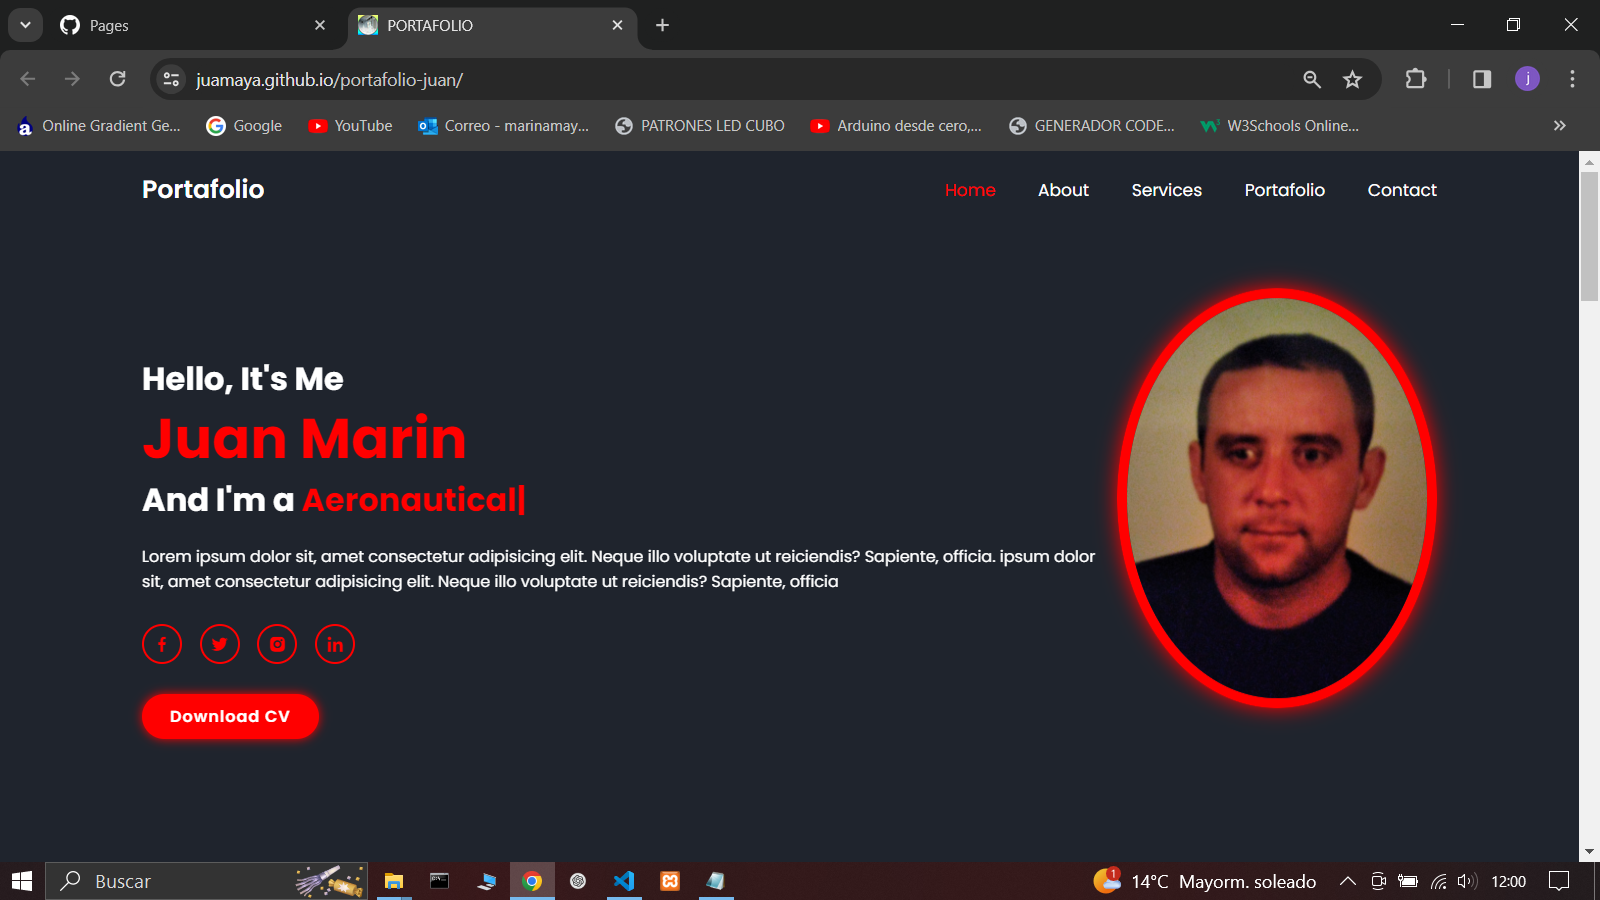 Pages
PORTAFOLIO
juamaya.github.io/portafolio-juan/
j
Online Gradient Ge...
Google
YouTube
Correo - marinamay...
PATRONES LED CUBO
Arduino desde cero,...
GENERADOR CODE...
W3Schools Online...
Portafolio
Home
About
Services
Portafolio
Contact
Hello, It's Me
Juan Marin
And I'm a Aeronautical|
Lorem ipsum dolor sit, amet consectetur adipisicing elit. Neque illo voluptate ut reiciendis? Sapiente, officia. ipsum dolor
sit, amet consectetur adipisicing elit. Neque illo voluptate ut reiciendis? Sapiente, officia
Download CV
Buscar
1
14°C Mayorm. soleado
12:00